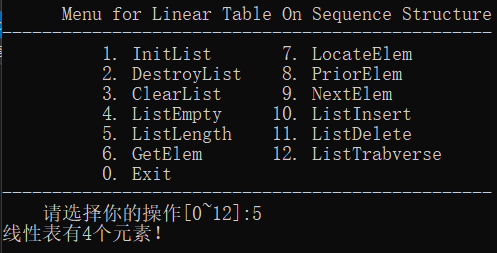 Menu for Linear Table On Sequence Structure
-------------------------------------------------
1. InitList 7. LocateElem
2. DestroyList 8. PriorElem
3. ClearList 9. NextElem
4. ListEmpty 10. ListInsert
5. ListLength 11. ListDelete
6. GetElem 12. ListTrabverse
0. Exit
-------------------------------------------------
请选择你的操作[0~12]:5
线性表有4个元素!